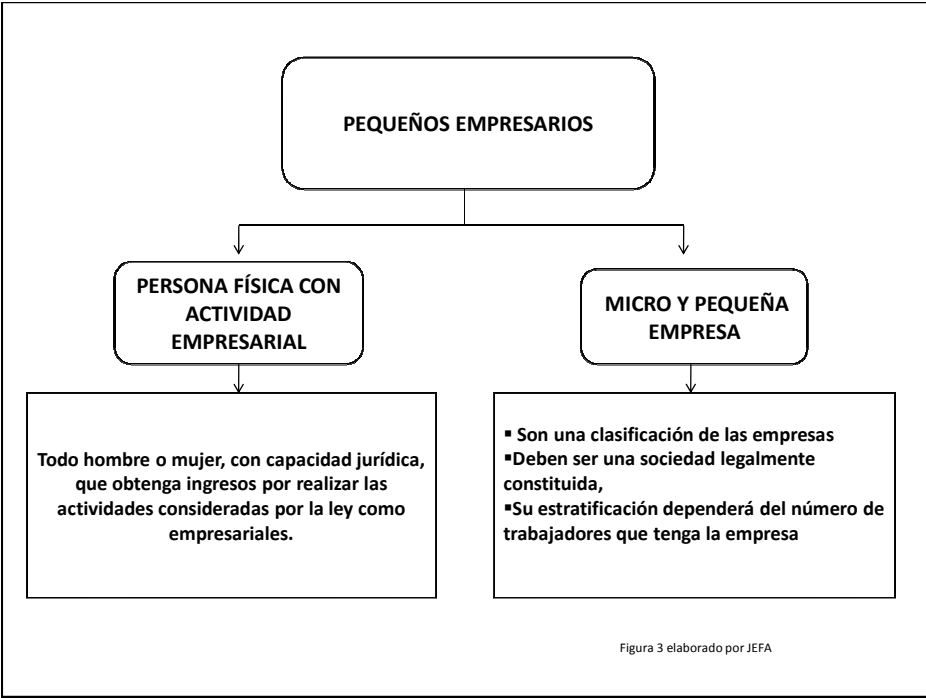 PEQUEÑOS EMPRESARIOS
PERSONA FÍSICA CON
ACTIVIDAD
EMPRESARIAL
MICRO Y PEQUEÑA
EMPRESA
Todo hombre o mujer, con capacidad jurídica,
que obtenga ingresos por realizar las
actividades consideradas por la ley como
empresariales.
▪ Son una clasificación de las empresas
▪Deben ser una sociedad legalmente
constituida,
▪Su estratificación dependerá del número de
trabajadores que tenga la empresa
Figura 3 elaborado por JEFA